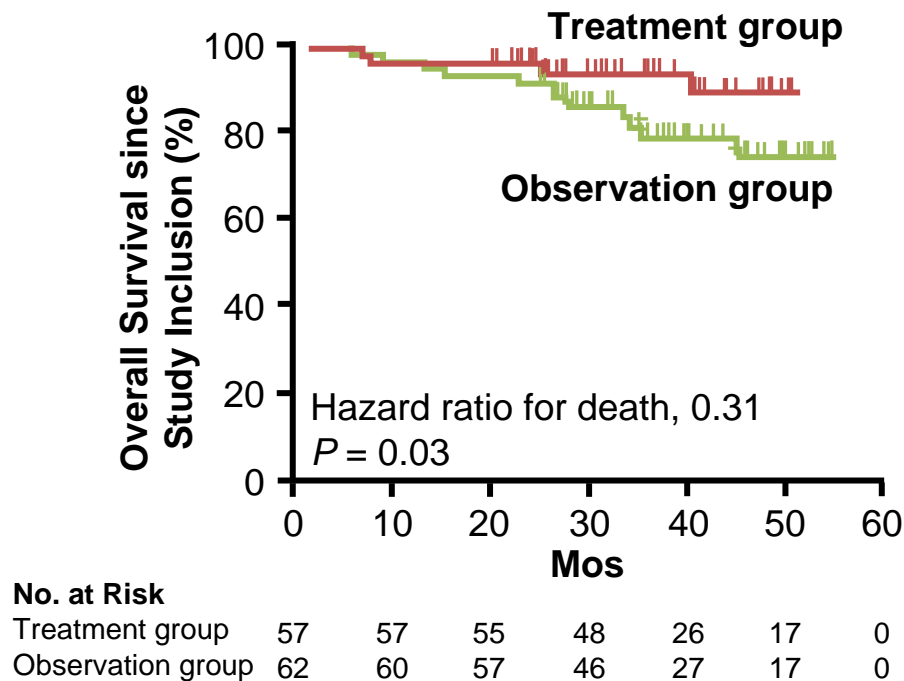 Treatment group
Observation group
Overall Survival since
Study Inclusion (%)
100
80
60
40
20
0
Hazard ratio for death, 0.31
P = 0.03
0 10 20 30 40 50 60
Mos
No. at Risk
Treatment group 57 57 55 48 26 17 0
Observation group 62 60 57 46 27 17 0